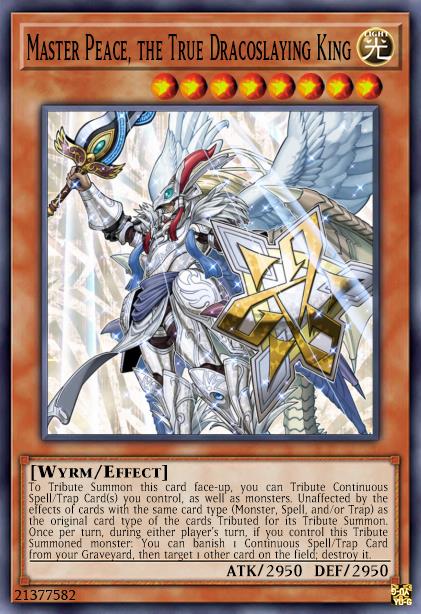 MASTER PEACE, THE TRUE DRACOSLAYING KING
LIGHT
光
[WYRM/EFFECT]
To Tribute Summon this card face-up, you can Tribute Continuous
Spell/Trap Card(s) you control, as well as monsters. Unaffected by the
effects of cards with the same card type (Monster, Spell, and/or Trap) as
the original card type of the cards Tributed for its Tribute Summon.
Once per turn, during either player's turn, if you control this Tribute
Summoned monster: You can banish 1 Continuous Spell/Trap Card
from your Graveyard, then target 1 other card on the field; destroy it.
ATK/2950 DEF/2950
21377582